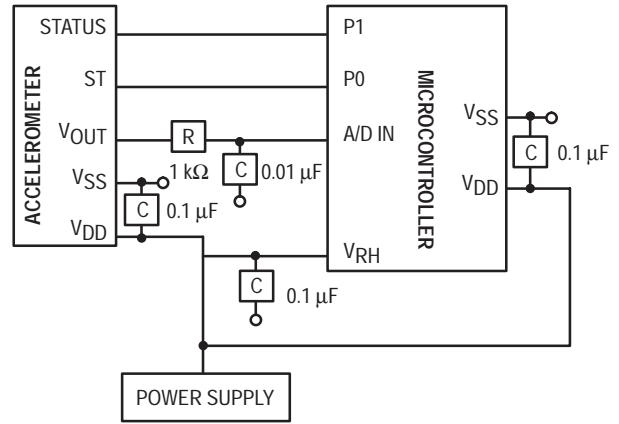 ACCELEROMETER
STATUS
ST
VOUT
VSS
VDD
R
1 kΩ
C
0.01 μF
C
0.1 μF
C
0.1 μF
MICROCONTROLLER
P1
P0
A/D IN
VRH
VSS
VDD
C
0.1 μF
POWER SUPPLY